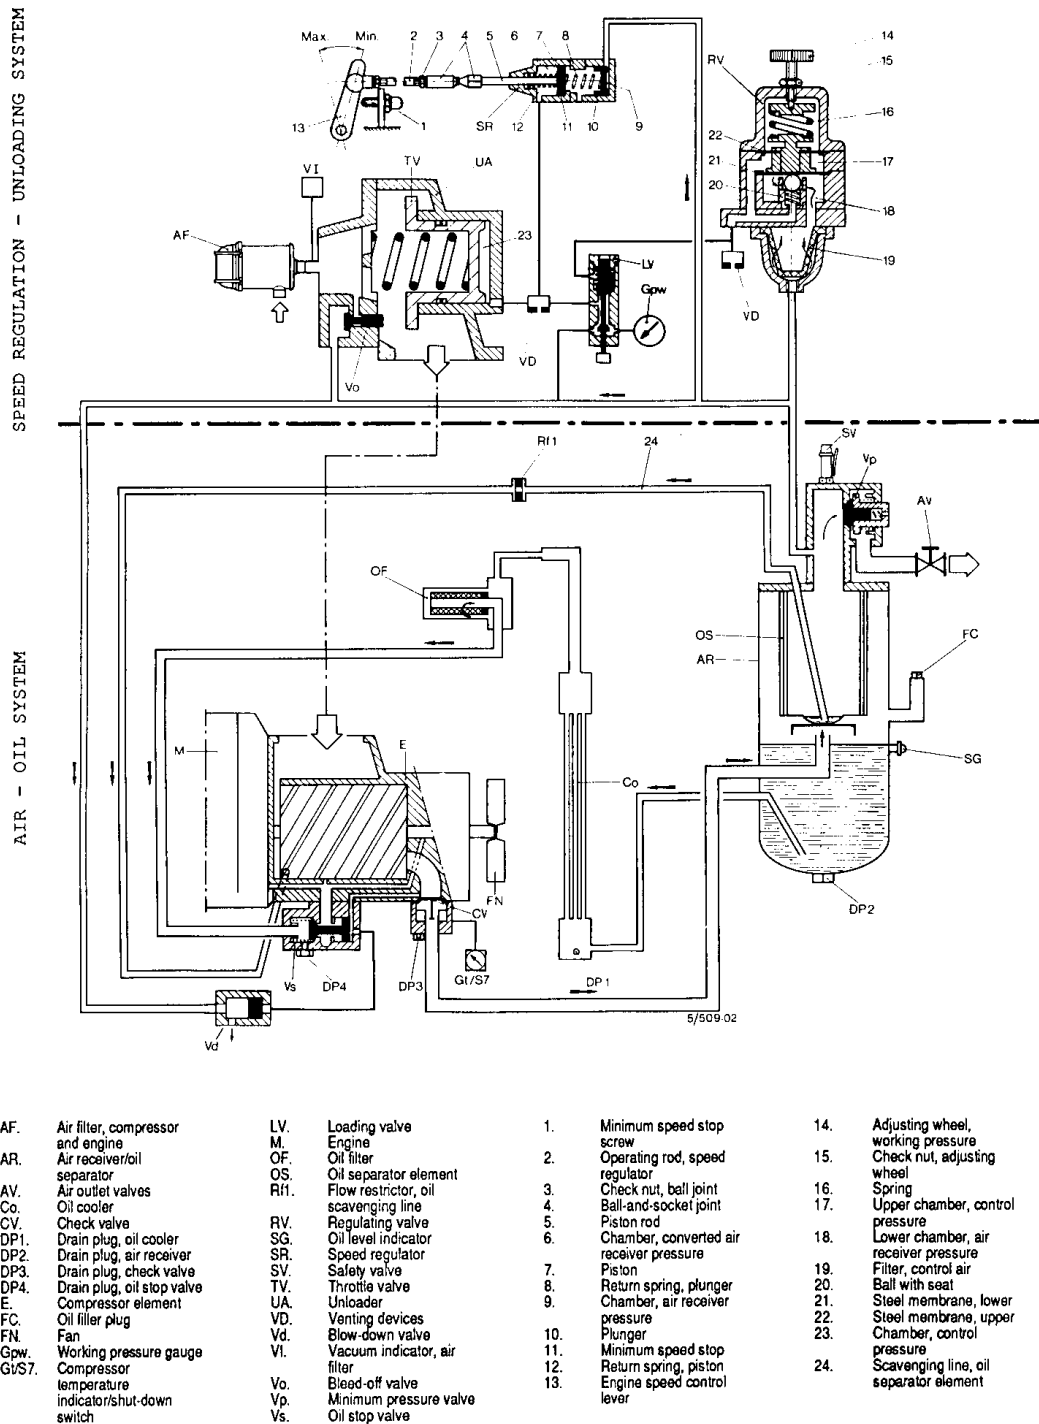 SPEED REGULATION - UNLOADING SYSTEM
AIR - OIL SYSTEM
Max. Min. 2 3 4 5 6 7 8
14
15
RV
16
22
21
20
17
18
19
VD
13
1
SR
12
11
10
9
VI
TV
UA
AF
23
LV
Gpw
VD
Vo
SV
Vp
Rf1
24
AV
OF
OS
AR
FC
M
E
Co
SG
FN
CV
DP2
Vs
DP4
DP3
Gt/S7
DP1
5/509-02
Vd
AF. Air filter, compressor
and engine
AR. Air receiver/oil
separator
AV. Air outlet valves
Co. Oil cooler
CV. Check valve
DP1. Drain plug, oil cooler
DP2. Drain plug, air receiver
DP3. Drain plug, check valve
DP4. Drain plug, oil stop valve
E. Compressor element
FC. Oil filler plug
FN. Fan
Gpw. Working pressure gauge
Gt/S7. Compressor
temperature
indicator/shut-down
switch
LV. Loading valve
M. Engine
OF. Oil filter
OS. Oil separator element
Rf1. Flow restrictor, oil
scavenging line
RV. Regulating valve
SG. Oil level indicator
SR. Speed regulator
SV. Safety valve
TV. Throttle valve
UA. Unloader
VD. Venting devices
Vd. Blow-down valve
VI. Vacuum indicator, air
filter
Vo. Bleed-off valve
Vp. Minimum pressure valve
Vs. Oil stop valve
1. Minimum speed stop
screw
2. Operating rod, speed
regulator
3. Check nut, ball joint
4. Ball-and-socket joint
5. Piston rod
6. Chamber, converted air
receiver pressure
7. Piston
8. Return spring, plunger
9. Chamber, air receiver
pressure
10. Plunger
11. Minimum speed stop
12. Return spring, piston
13. Engine speed control
lever
14. Adjusting wheel,
working pressure
15. Check nut, adjusting
wheel
16. Spring
17. Upper chamber, control
pressure
18. Lower chamber, air
receiver pressure
19. Filter, control air
20. Ball with seat
21. Steel membrane, lower
22. Steel membrane, upper
23. Chamber, control
pressure
24. Scavenging line, oil
separator element